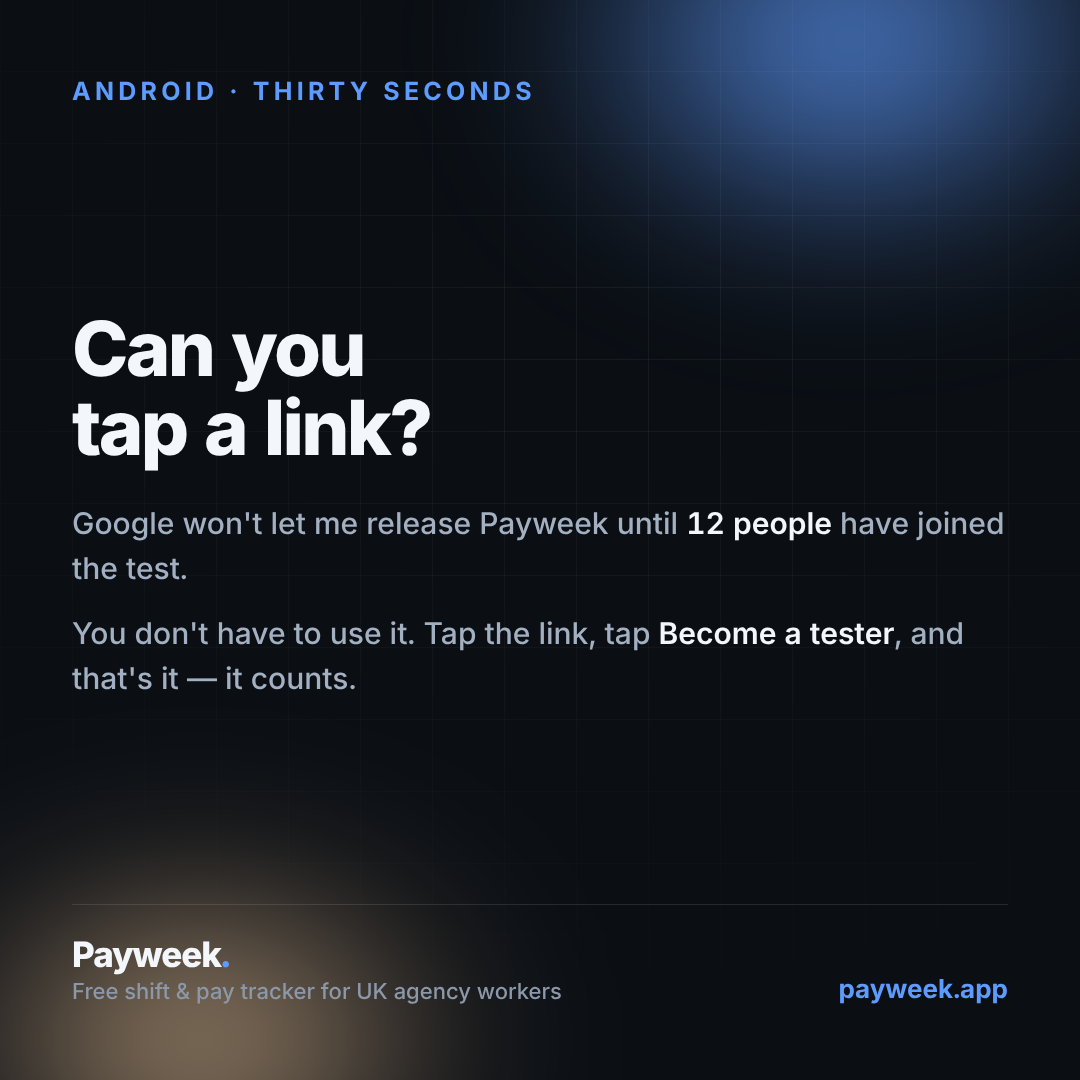 ANDROID · THIRTY SECONDS
Can you
tap a link?
Google won't let me release Payweek until 12 people have joined
the test.
You don't have to use it. Tap the link, tap Become a tester, and
that's it — it counts.
Payweek.
Free shift & pay tracker for UK agency workers
payweek.app